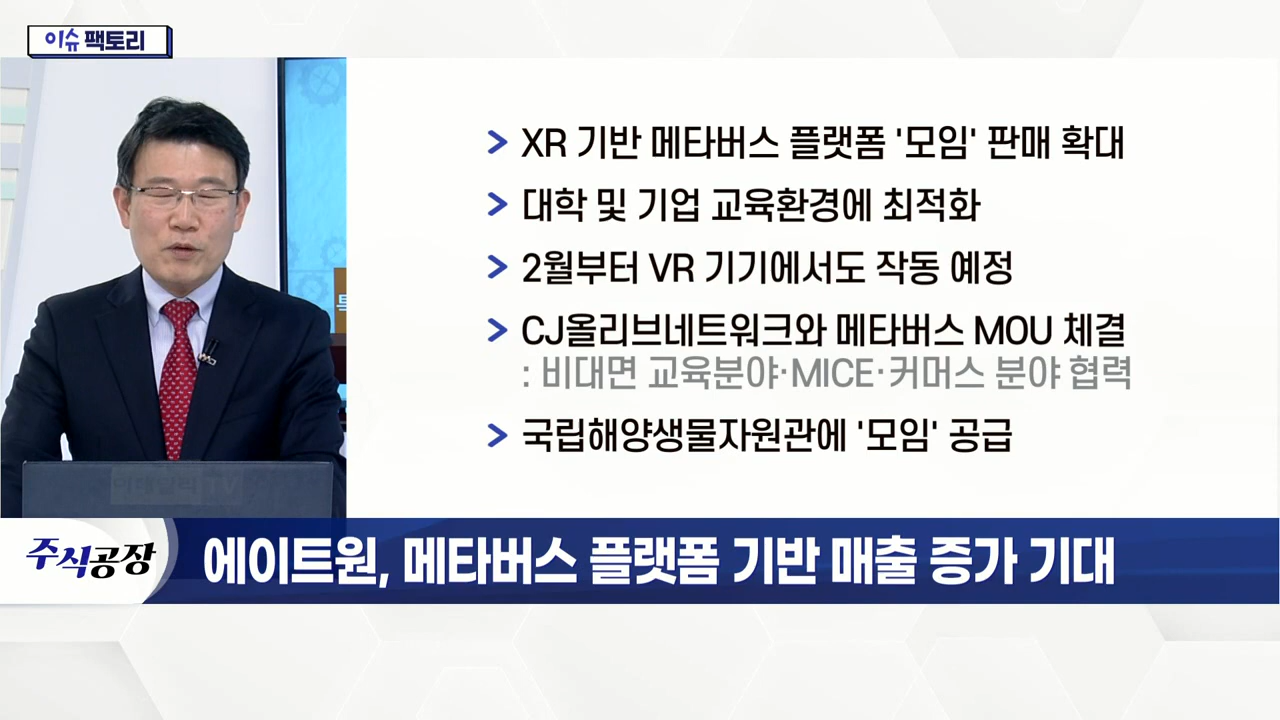 이슈 팩토리
XR 기반 메타버스 플랫폼 '모임' 판매 확대
대학 및 기업 교육환경에 최적화
2월부터 VR 기기에서도 작동 예정
CJ올리브네트워크와 메타버스 MOU 체결
: 비대면 교육분야·MICE·커머스 분야 협력
국립해양생물자원관에 '모임' 공급
이데일리 TV
주식공장
에이트원, 메타버스 플랫폼 기반 매출 증가 기대